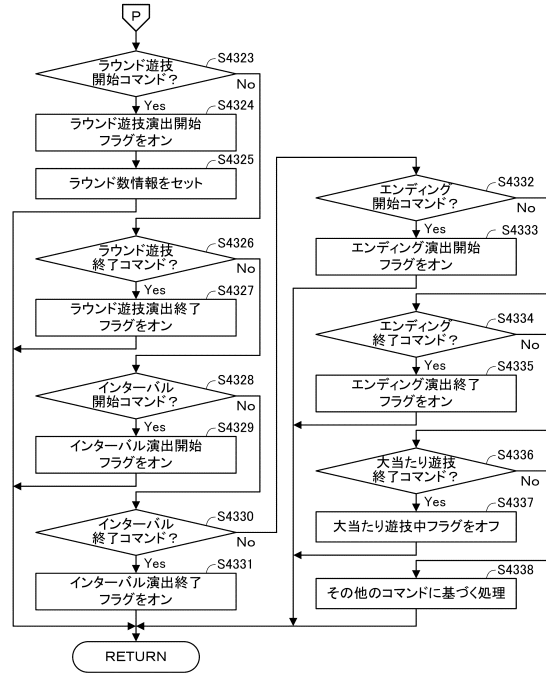 P
ラウンド遊技
開始コマンド？
S4323
No
Yes
S4324
ラウンド遊技演出開始
フラグをオン
S4325
ラウンド数情報をセット
ラウンド遊技
終了コマンド？
S4326
No
Yes
S4327
ラウンド遊技演出終了
フラグをオン
インターバル
開始コマンド？
S4328
No
Yes
S4329
インターバル演出開始
フラグをオン
インターバル
終了コマンド？
S4330
No
Yes
S4331
インターバル演出終了
フラグをオン
エンディング
開始コマンド？
S4332
No
Yes
S4333
エンディング演出開始
フラグをオン
エンディング
終了コマンド？
S4334
No
Yes
S4335
エンディング演出終了
フラグをオン
大当たり遊技
終了コマンド？
S4336
No
Yes
S4337
大当たり遊技中フラグをオフ
S4338
その他のコマンドに基づく処理
RETURN